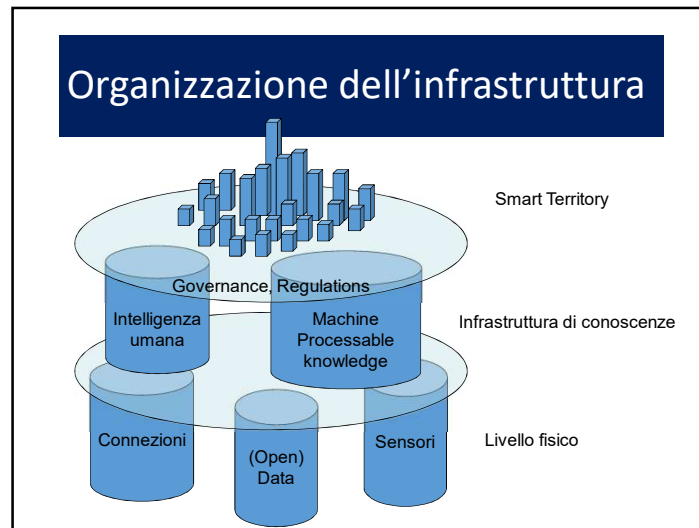 Organizzazione dell’infrastruttura
Smart Territory
Governance, Regulations
Intelligenza
umana
Machine
Processable
knowledge
Infrastruttura di conoscenze
Connezioni
(Open)
Data
Sensori
Livello fisico